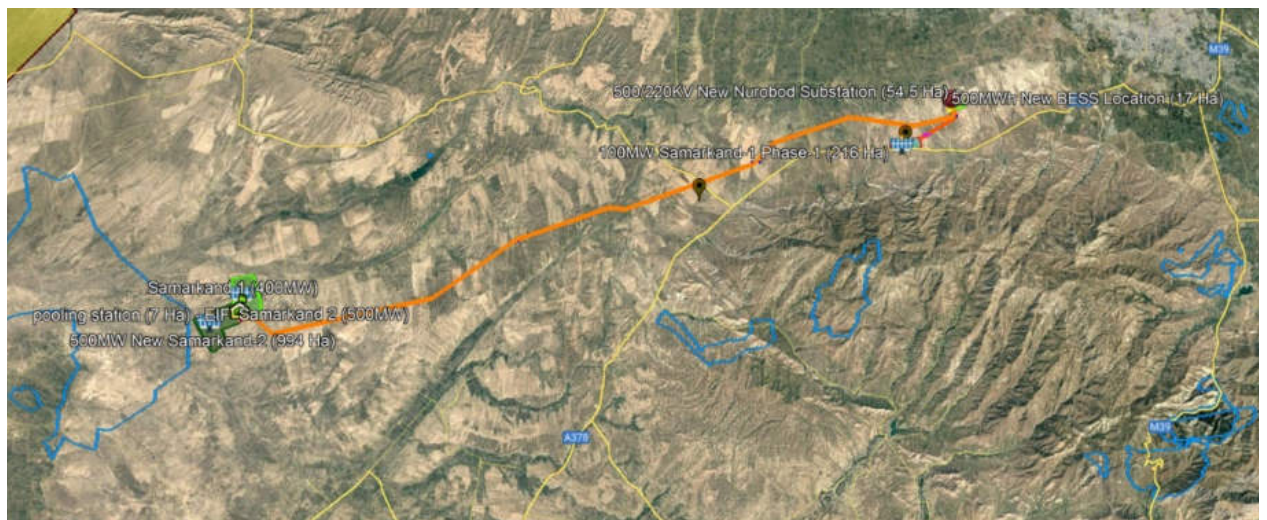 M39
500/220KV New Nurobod Substation (54.5 Ha)
500MWh New BESS Location (17 Ha)
100MW Samarkand-1 Phase-1 (216 Ha)
Samarkand 1 (400MW)
pooling station (7 Ha) - EIFL Samarkand 2 (500MW)
500MW New Samarkand-2 (994 Ha)
A378
M39